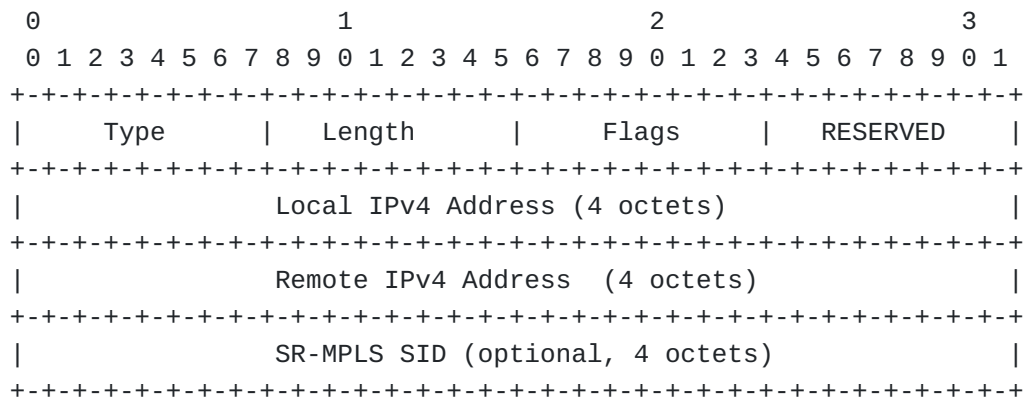 0                   1                   2                   3
 0 1 2 3 4 5 6 7 8 9 0 1 2 3 4 5 6 7 8 9 0 1 2 3 4 5 6 7 8 9 0 1
+-+-+-+-+-+-+-+-+-+-+-+-+-+-+-+-+-+-+-+-+-+-+-+-+-+-+-+-+-+-+-+-+
|     Type      |   Length      |     Flags     |   RESERVED    |
+-+-+-+-+-+-+-+-+-+-+-+-+-+-+-+-+-+-+-+-+-+-+-+-+-+-+-+-+-+-+-+-+
|                Local IPv4 Address (4 octets)                  |
+-+-+-+-+-+-+-+-+-+-+-+-+-+-+-+-+-+-+-+-+-+-+-+-+-+-+-+-+-+-+-+-+
|                Remote IPv4 Address  (4 octets)                |
+-+-+-+-+-+-+-+-+-+-+-+-+-+-+-+-+-+-+-+-+-+-+-+-+-+-+-+-+-+-+-+-+
|                SR-MPLS SID (optional, 4 octets)               |
+-+-+-+-+-+-+-+-+-+-+-+-+-+-+-+-+-+-+-+-+-+-+-+-+-+-+-+-+-+-+-+-+